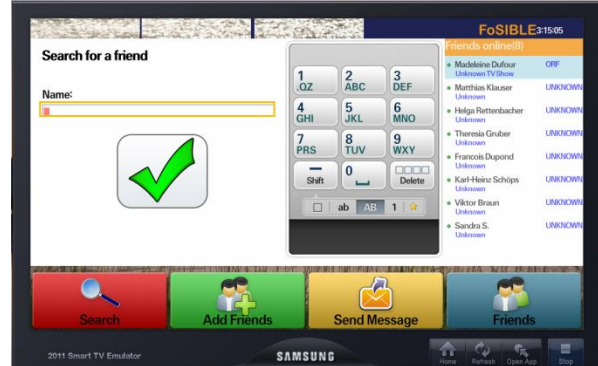 FoSIBLE 3:15:05
Search for a friend
Name:
1 .QZ
2 ABC
3 DEF
4 GHI
5 JKL
6 MNO
7 PRS
8 TUV
9 WXY
Shift
0
Delete
ab
AB
1
Friends online(8)
Madeleine Dufour ORF
Unknown TV Show
Matthias Klauser UNKNOWN
Unknown
Helga Rettenbacher UNKNOWN
Unknown
Theresia Gruber UNKNOWN
Unknown
Francois Dupond UNKNOWN
Unknown
Karl-Heinz Schöps UNKNOWN
Unknown
Viktor Braun UNKNOWN
Unknown
Sandra S. UNKNOWN
Unknown
Search
Add Friends
Send Message
Friends
2011 Smart TV Emulator
SAMSUNG
Home
Refresh
Open App
Stop